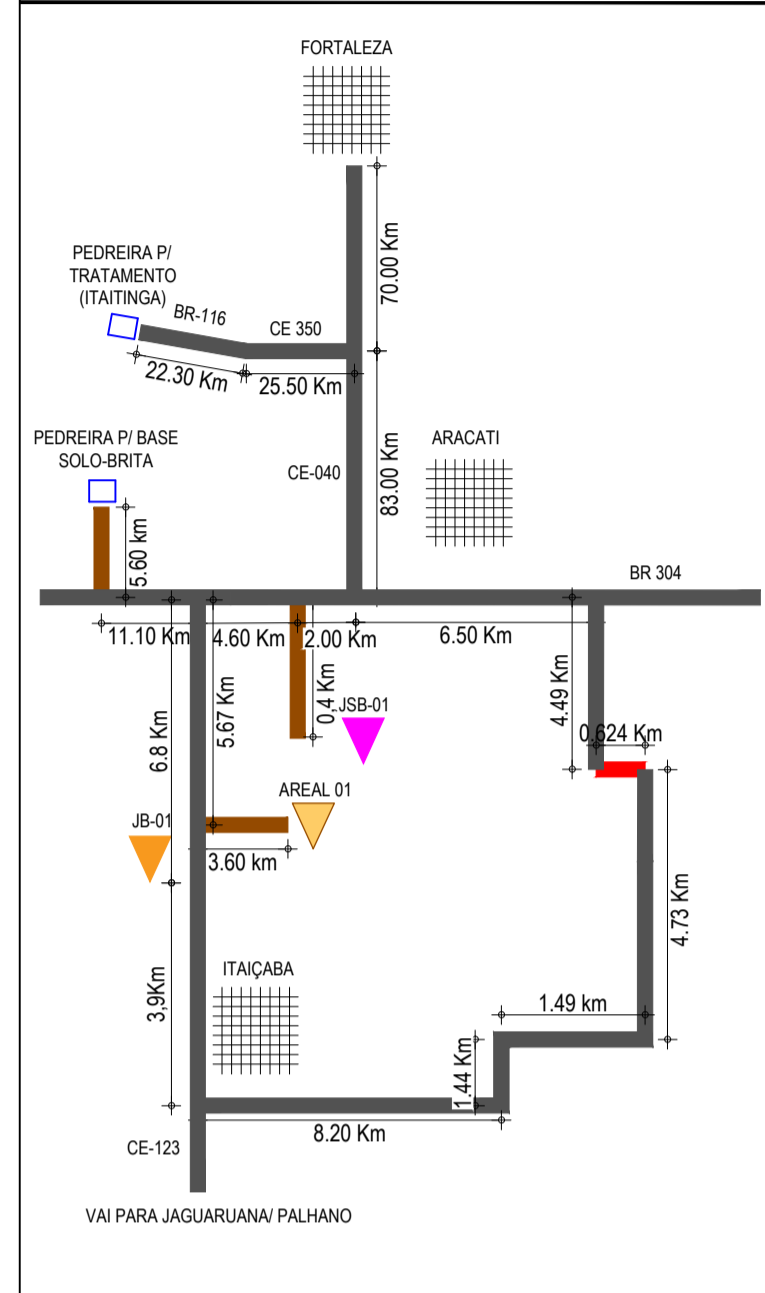 FORTALEZA
70.00 Km
PEDREIRA P/
TRATAMENTO
(ITAITINGA)
BR-116
CE 350
22.30 Km
25.50 Km
PEDREIRA P/ BASE
SOLO-BRITA
CE-040
83.00 Km
ARACATI
5.60 km
BR 304
11.10 Km
4.60 Km
2.00 Km
6.50 Km
6.8 Km
5.67 Km
0,4 Km
JSB-01
4.49 Km
0.624 Km
AREAL 01
JB-01
3.60 km
4.73 Km
ITAIÇABA
3,9Km
1.49 km
1.44 Km
8.20 Km
CE-123
VAI PARA JAGUARUANA/ PALHANO